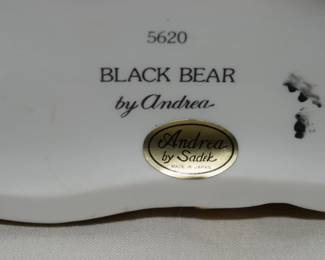 5620
BLACK BEAR
by Andrea
Andrea
by Sadek
MADE IN JAPAN